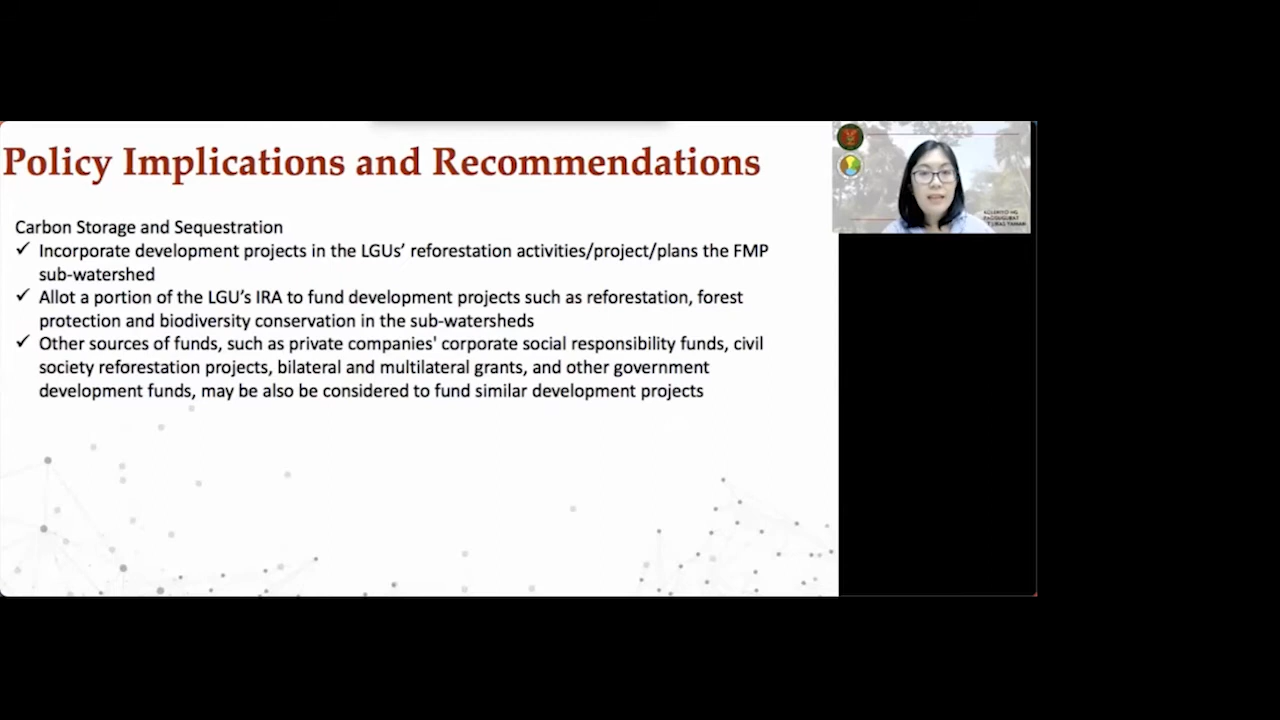 Policy Implications and Recommendations
Carbon Storage and Sequestration
✓ Incorporate development projects in the LGUs' reforestation activities/project/plans the FMP
sub-watershed
✓ Allot a portion of the LGU's IRA to fund development projects such as reforestation, forest
protection and biodiversity conservation in the sub-watersheds
✓ Other sources of funds, such as private companies' corporate social responsibility funds, civil
society reforestation projects, bilateral and multilateral grants, and other government
development funds, may be also be considered to fund similar development projects